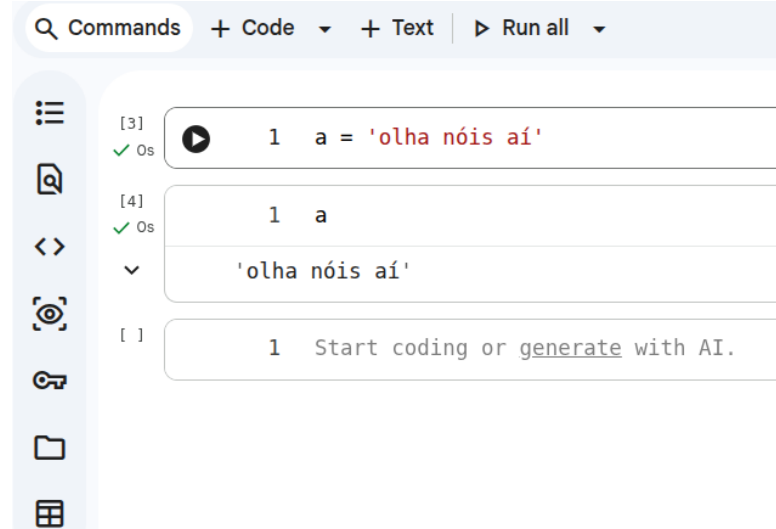 Commands + Code + Text Run all
[3]
0s
1 a = 'olha nóis aí'
[4]
0s
1 a
'olha nóis aí'
[ ]
1 Start coding or generate with AI.